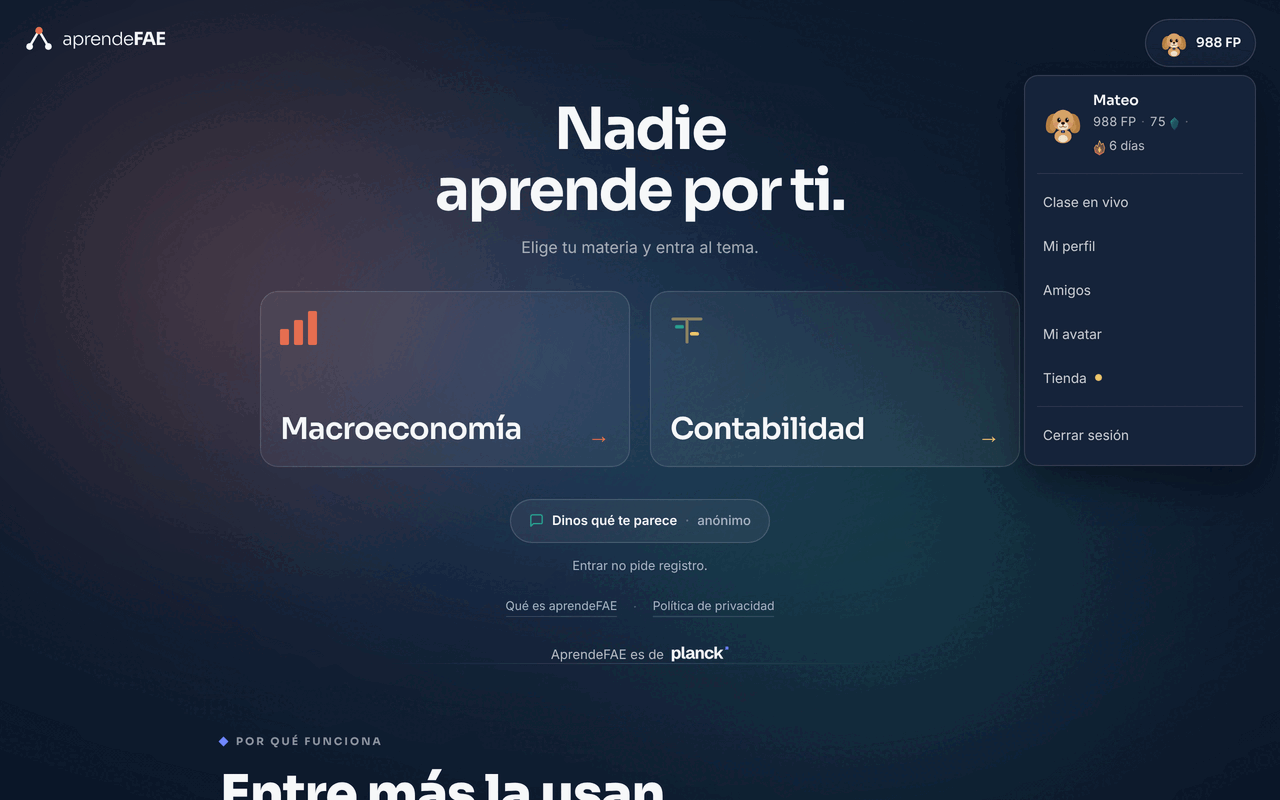 aprendeFAE
988 FP
Mateo
988 FP · 75 ·
6 días
Clase en vivo
Mi perfil
Amigos
Mi avatar
Tienda
Cerrar sesión
Nadie
aprende por ti.
Elige tu materia y entra al tema.
Macroeconomía →
Contabilidad →
Dinos qué te parece · anónimo
Entrar no pide registro.
Qué es aprendeFAE · Política de privacidad
AprendeFAE es de planck
POR QUÉ FUNCIONA
Entre más la usan